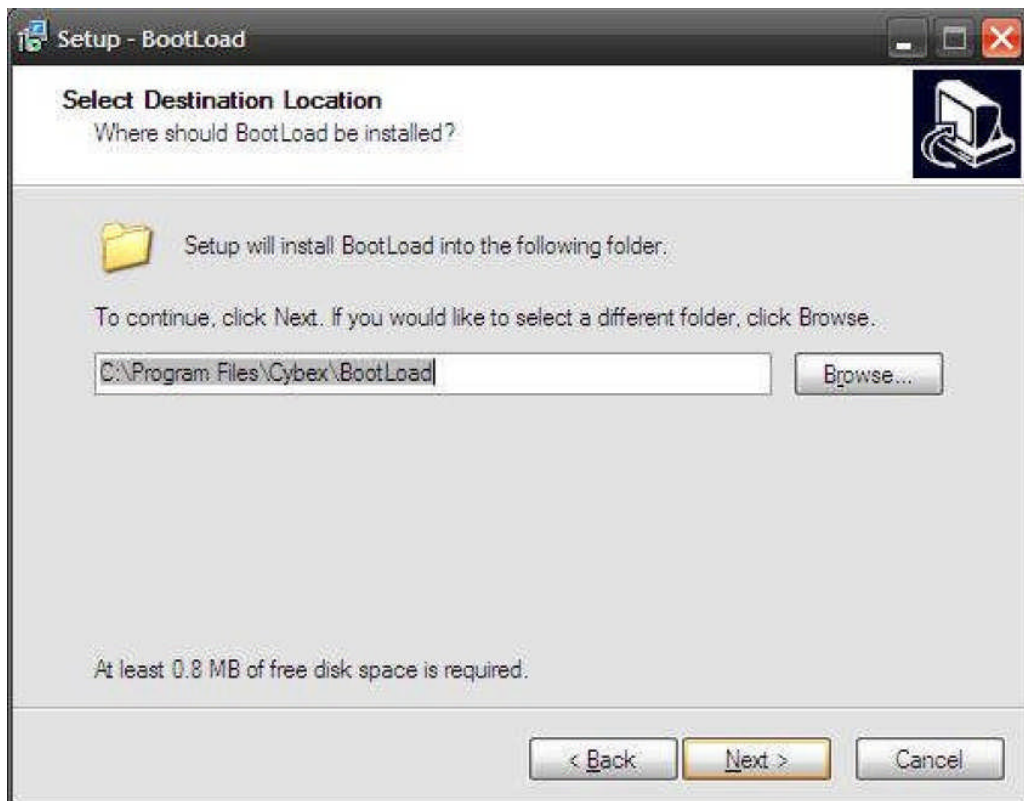 Setup - BootLoad
Select Destination Location
Where should BootLoad be installed?
Setup will install BootLoad into the following folder.
To continue, click Next. If you would like to select a different folder, click Browse.
C:\Program Files\Cybex\BootLoad
Browse...
At least 0.8 MB of free disk space is required.
< Back
Next >
Cancel